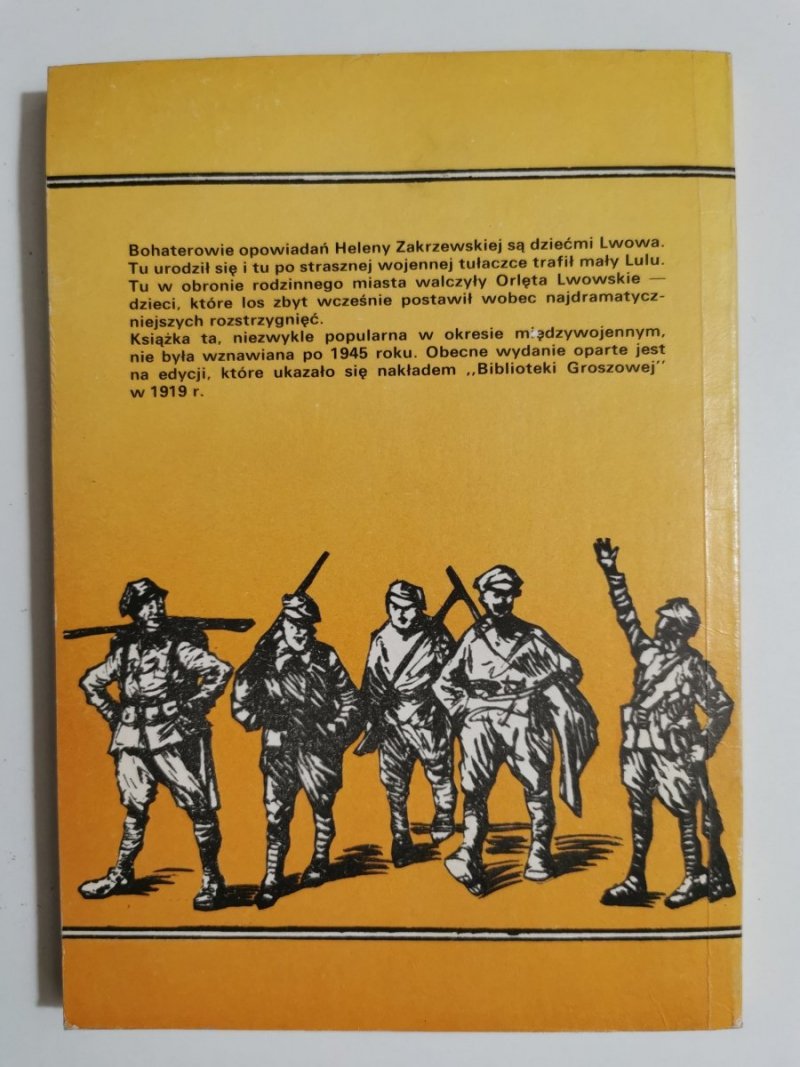 Bohaterowie opowiadań Heleny Zakrzewskiej są dziećmi Lwowa.
Tu urodził się i tu po strasznej wojennej tułaczce trafił mały Lulu.
Tu w obronie rodzinnego miasta walczyły Orlęta Lwowskie —
dzieci, które los zbyt wcześnie postawił wobec najdramatycz-
niejszych rozstrzygnięć.
Książka ta, niezwykle popularna w okresie międzywojennym,
nie była wznawiana po 1945 roku. Obecne wydanie oparte jest
na edycji, które ukazało się nakładem ,,Biblioteki Groszowej''
w 1919 r.